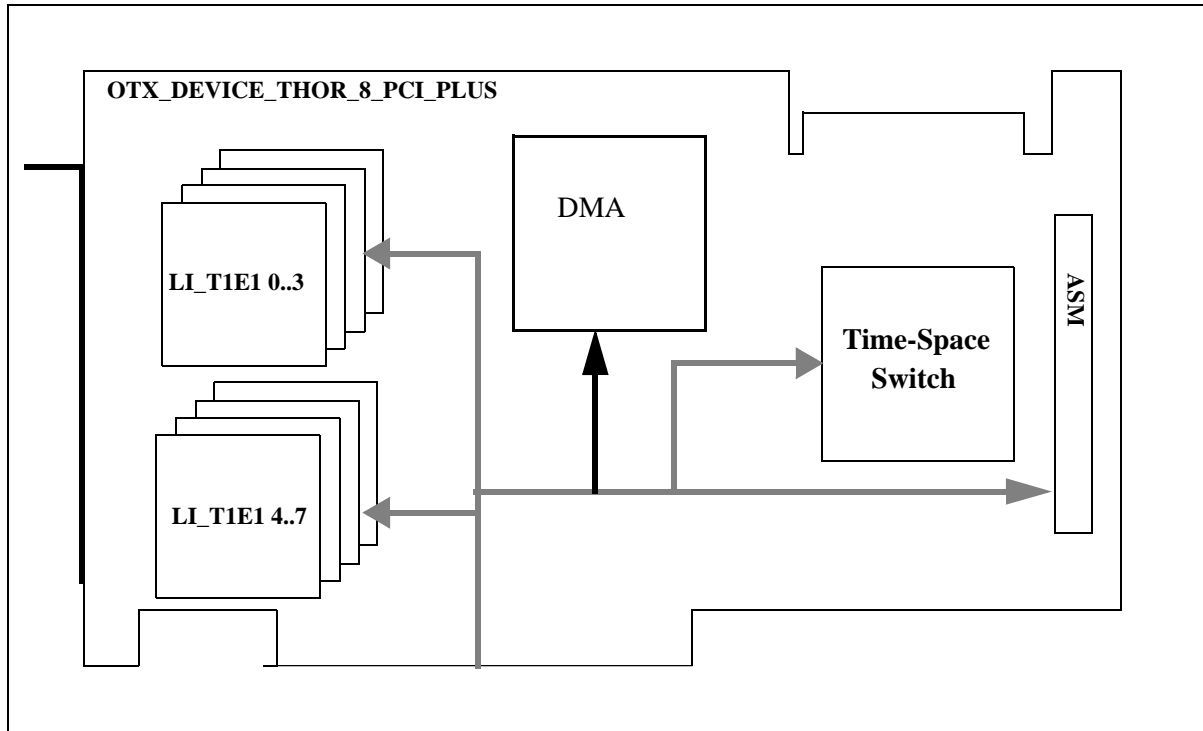 OTX_DEVICE_THOR_8_PCI_PLUS
DMA
LI_T1E1 0..3
ASM
Time-Space
Switch
LI_T1E1 4..7